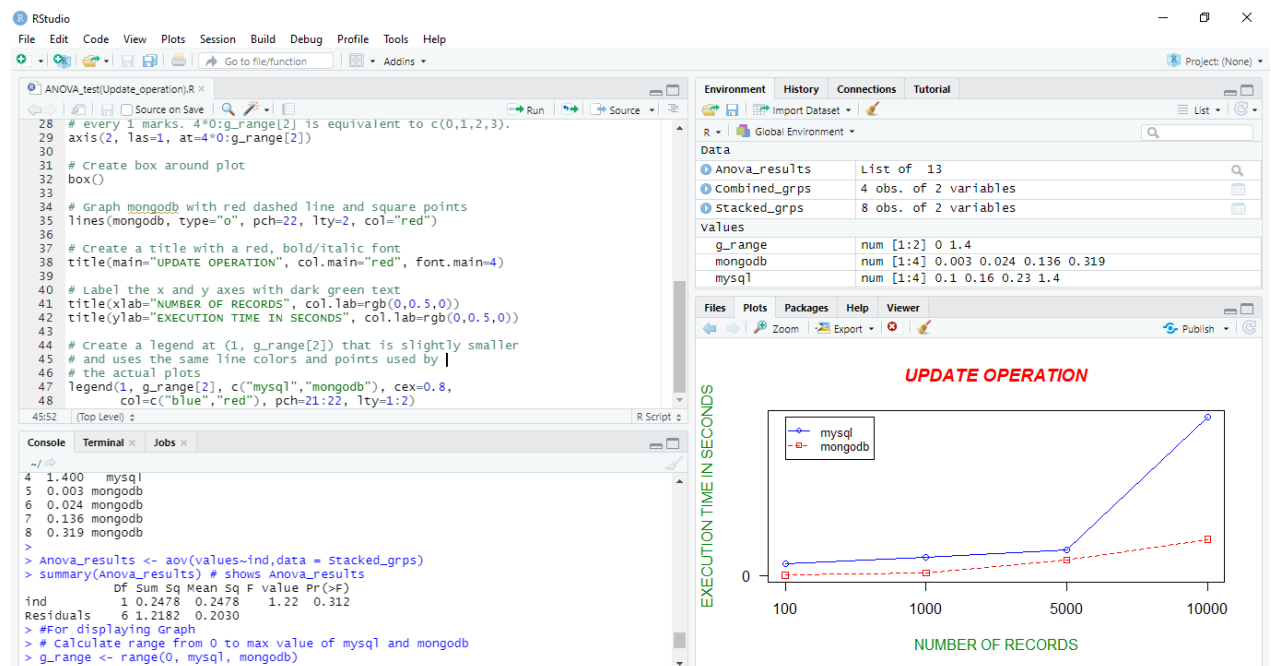 RStudio
File Edit Code View Plots Session Build Debug Profile Tools Help
Go to file/function Addins Project: (None)
ANOVA_test(Update_operation).R
Source on Save Run Source
28 # every 1 marks. 4*0:g_range[2] is equivalent to c(0,1,2,3).
29 axis(2, las=1, at=4*0:g_range[2])
30
31 # Create box around plot
32 box()
33
34 # Graph mongodb with red dashed line and square points
35 lines(mongodb, type="o", pch=22, lty=2, col="red")
36
37 # Create a title with a red, bold/italic font
38 title(main="UPDATE OPERATION", col.main="red", font.main=4)
39
40 # Label the x and y axes with dark green text
41 title(xlab="NUMBER OF RECORDS", col.lab=rgb(0,0.5,0))
42 title(ylab="EXECUTION TIME IN SECONDS", col.lab=rgb(0,0.5,0))
43
44 # Create a legend at (1, g_range[2]) that is slightly smaller
45 # and uses the same line colors and points used by
46 # the actual plots
47 legend(1, g_range[2], c("mysql","mongodb"), cex=0.8,
48 col=c("blue","red"), pch=21:22, lty=1:2)
45:52 (Top Level) R Script
Console Terminal Jobs
~/
4 1.400 mysql
5 0.003 mongodb
6 0.024 mongodb
7 0.136 mongodb
8 0.319 mongodb
>
> Anova_results <- aov(values~ind,data = Stacked_grps)
> summary(Anova_results) # shows Anova_results
Df Sum Sq Mean Sq F value Pr(>F)
ind 1 0.2478 0.2478 1.22 0.312
Residuals 6 1.2182 0.2030
> #For displaying Graph
> # Calculate range from 0 to max value of mysql and mongodb
> g_range <- range(0, mysql, mongodb)
Environment History Connections Tutorial
Import Dataset List
R Global Environment
Data
Anova_results List of 13
Combined_grps 4 obs. of 2 variables
Stacked_grps 8 obs. of 2 variables
Values
g_range num [1:2] 0 1.4
mongodb num [1:4] 0.003 0.024 0.136 0.319
mysql num [1:4] 0.1 0.16 0.23 1.4
Files Plots Packages Help Viewer
Zoom Export Publish
UPDATE OPERATION
EXECUTION TIME IN SECONDS
mysql
mongodb
0
100 1000 5000 10000
NUMBER OF RECORDS